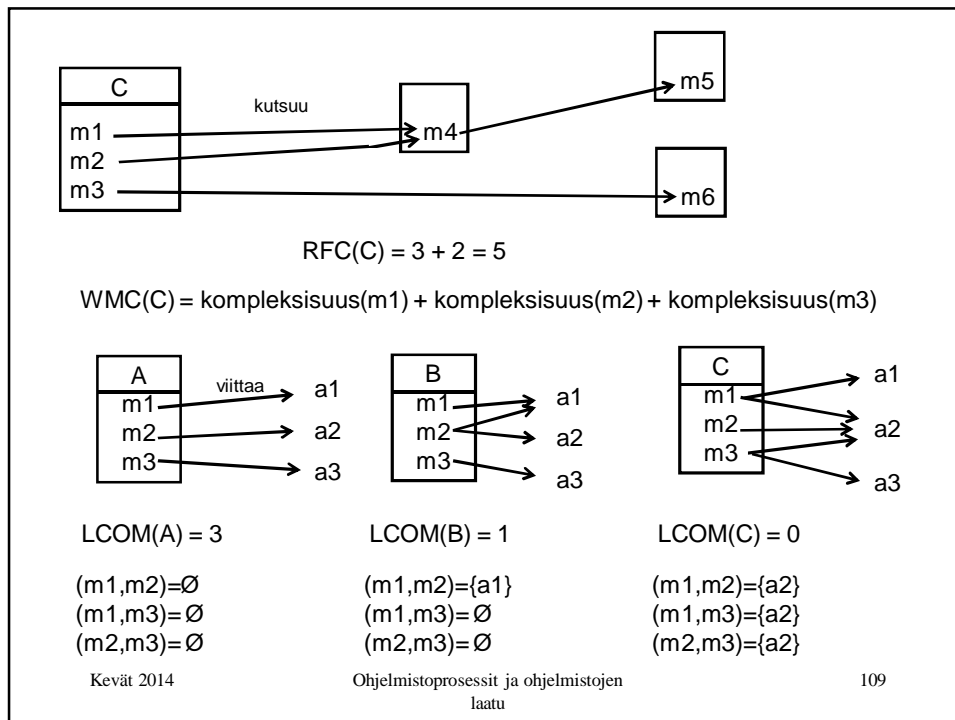 C
m1
m2
m3
kutsuu
m4
m5
m6
RFC(C) = 3 + 2 = 5
WMC(C) = kompleksisuus(m1) + kompleksisuus(m2) + kompleksisuus(m3)
A
m1
m2
m3
viittaa
a1
a2
a3
B
m1
m2
m3
a1
a2
a3
C
m1
m2
m3
a1
a2
a3
LCOM(A) = 3
(m1,m2)=Ø
(m1,m3)=Ø
(m2,m3)=Ø
LCOM(B) = 1
(m1,m2)={a1}
(m1,m3)=Ø
(m2,m3)=Ø
LCOM(C) = 0
(m1,m2)={a2}
(m1,m3)={a2}
(m2,m3)={a2}
Kevät 2014
Ohjelmistoprosessit ja ohjelmistojen
laatu
109